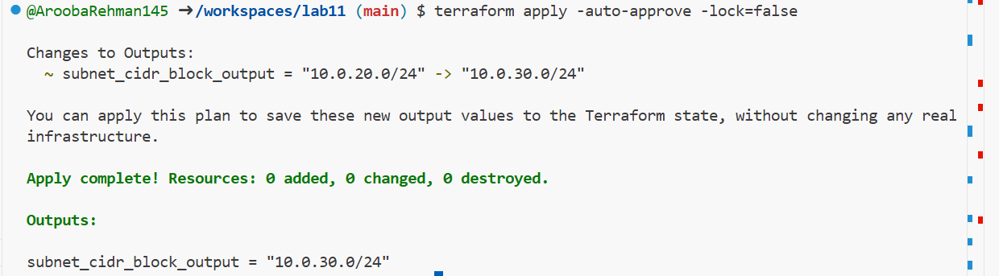 @AroobaRehman145 ➜/workspaces/lab11 (main) $ terraform apply -auto-approve -lock=false
Changes to Outputs:
~ subnet_cidr_block_output = "10.0.20.0/24" -> "10.0.30.0/24"
You can apply this plan to save these new output values to the Terraform state, without changing any real
infrastructure.
Apply complete! Resources: 0 added, 0 changed, 0 destroyed.
Outputs:
subnet_cidr_block_output = "10.0.30.0/24"